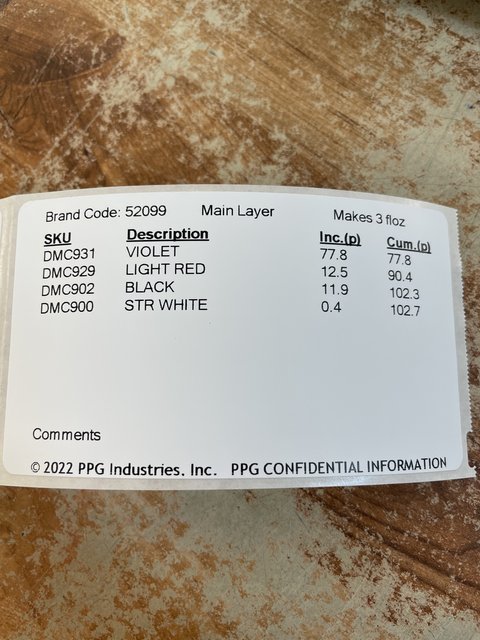 Brand Code: 52099 Main Layer Makes 3 floz
SKU Description Inc.(p) Cum.(p)
DMC931 VIOLET 77.8 77.8
DMC929 LIGHT RED 12.5 90.4
DMC902 BLACK 11.9 102.3
DMC900 STR WHITE 0.4 102.7
Comments
© 2022 PPG Industries. Inc. PPG CONFIDENTIAL INFORMATION